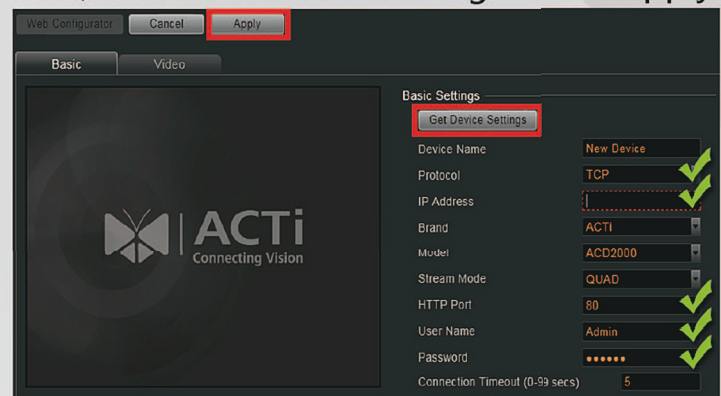 Web Configurator Cancel Apply
Basic Video
Basic Settings
Get Device Settings
Device Name New Device
Protocol TCP
IP Address
Brand ACTi
Model ACD2000
Stream Mode QUAD
HTTP Port 80
User Name Admin
Password ••••••
Connection Timeout (0-99 secs) 5
ACTi
Connecting Vision